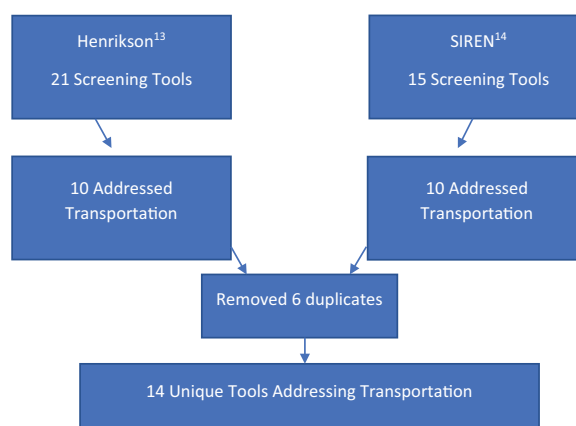 Henrikson13
21 Screening Tools
SIREN14
15 Screening Tools
10 Addressed
Transportation
10 Addressed
Transportation
Removed 6 duplicates
14 Unique Tools Addressing Transportation